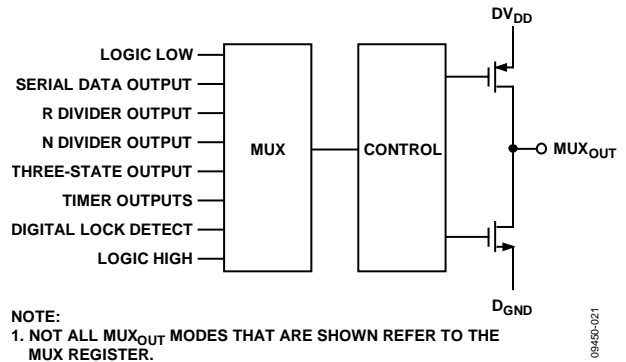 DVDD
LOGIC LOW
SERIAL DATA OUTPUT
R DIVIDER OUTPUT
N DIVIDER OUTPUT
THREE-STATE OUTPUT
TIMER OUTPUTS
DIGITAL LOCK DETECT
LOGIC HIGH
MUX
CONTROL
MUXOUT
DGND
NOTE:
1. NOT ALL MUXOUT MODES THAT ARE SHOWN REFER TO THE
MUX REGISTER.
09450-021